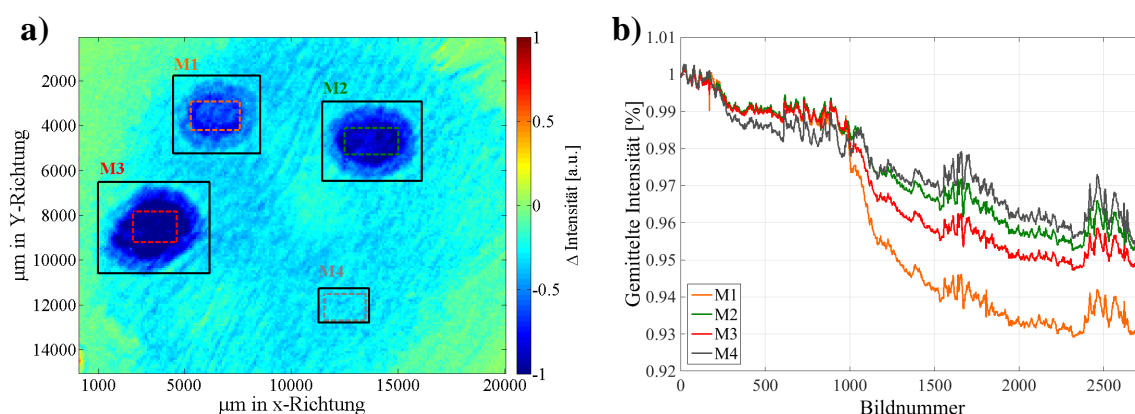 a)
M1
M2
M3
M4
2000
4000
6000
8000
10000
12000
14000
µm in Y-Richtung
1000
5000
10000
15000
20000
µm in x-Richtung
1
0.5
0
-0.5
-1
Δ Intensität [a.u.]
b)
1.01
1
0.99
0.98
0.97
0.96
0.95
0.94
0.93
0.92
Gemittelte Intensität [%]
M1
M2
M3
M4
0
500
1000
1500
2000
2500
Bildnummer